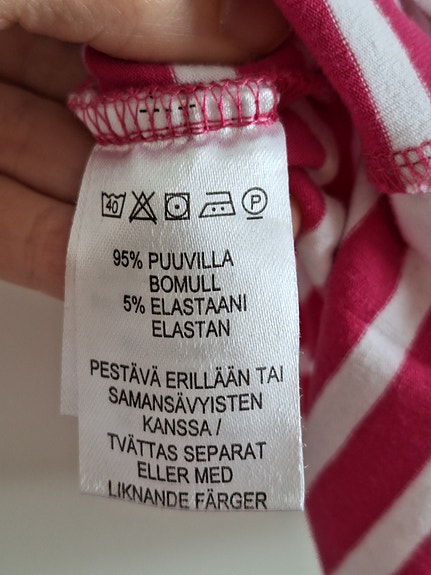 40 P
95% PUUVILLA
BOMULL
5% ELASTAANI
ELASTAN
PESTÄVÄ ERILLÄÄN TAI
SAMANSÄVYISTEN
KANSSA /
TVÄTTAS SEPARAT
ELLER MED
LIKNANDE FÄRGER